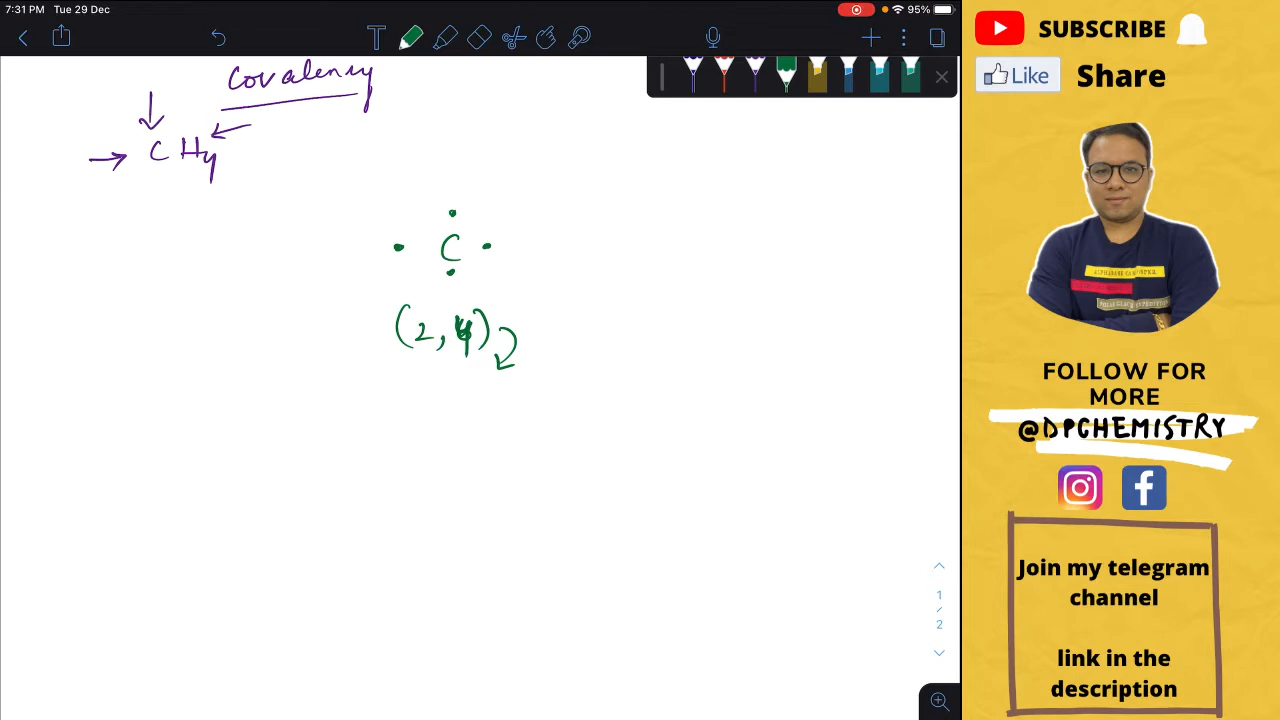 7:31 PM Tue 29 Dec
95%
T
covalency
CH4
C
(2, 4)
1
/
2
SUBSCRIBE
Like
Share
FOLLOW FOR
MORE
@DPCHEMISTRY
Join my telegram
channel
link in the
description